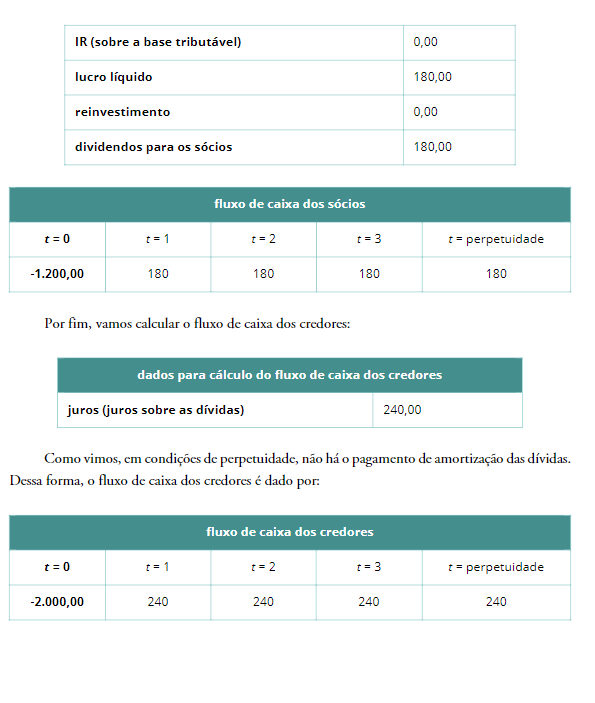 IR (sobre a base tributável) 0,00
lucro líquido 180,00
reinvestimento 0,00
dividendos para os sócios 180,00
fluxo de caixa dos sócios
t = 0 t = 1 t = 2 t = 3 t = perpetuidade
-1.200,00 180 180 180 180
Por fim, vamos calcular o fluxo de caixa dos credores:
dados para cálculo do fluxo de caixa dos credores
juros (juros sobre as dívidas) 240,00
Como vimos, em condições de perpetuidade, não há o pagamento de amortização das dívidas.
Dessa forma, o fluxo de caixa dos credores é dado por:
fluxo de caixa dos credores
t = 0 t = 1 t = 2 t = 3 t = perpetuidade
-2.000,00 240 240 240 240